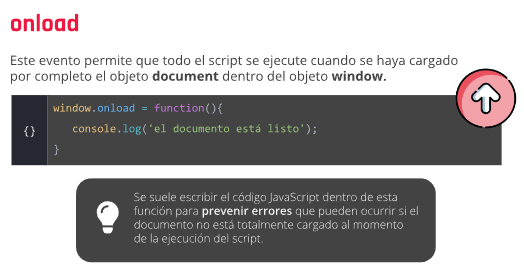 onload
Este evento permite que todo el script se ejecute cuando se haya cargado
por completo el objeto document dentro del objeto window.
window.onload = function(){
{}
console.log('el documento está listo');
}
Se suele escribir el código JavaScript dentro de esta
función para prevenir errores que pueden ocurrir si el
documento no está totalmente cargado al momento
de la ejecución del script.